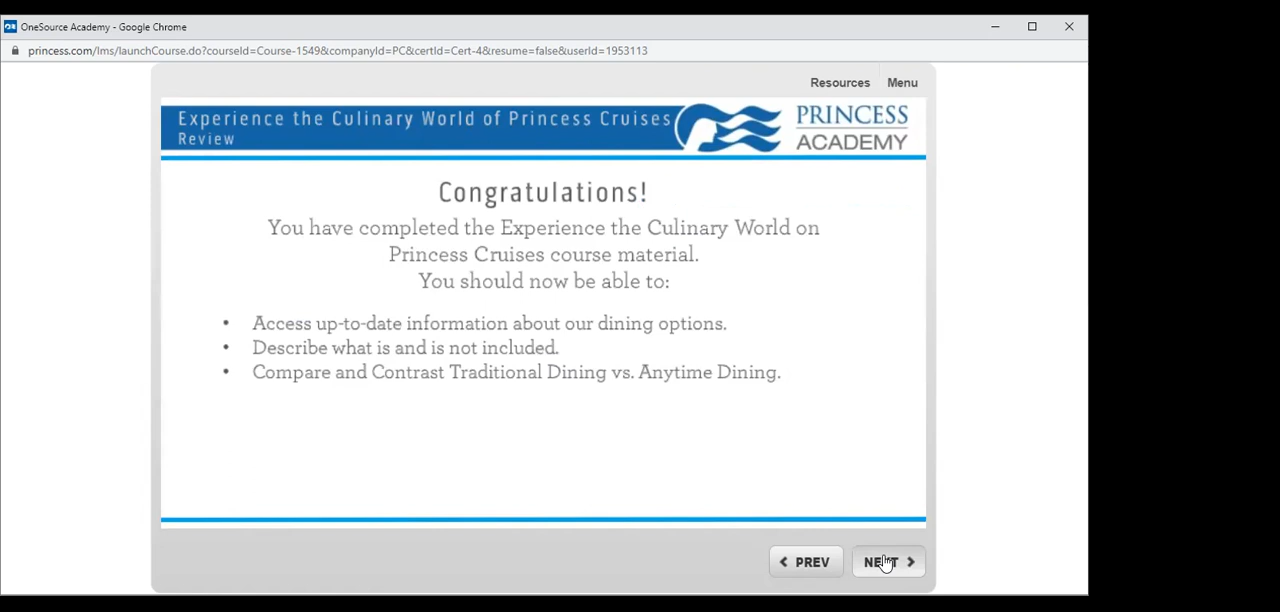 OneSource Academy - Google Chrome
princess.com/lms/launchCourse.do?courseId=Course-1549&companyId=PC&certId=Cert-4&resume=false&userId=1953113
Resources Menu
Experience the Culinary World of Princess Cruises
Review
PRINCESS
ACADEMY
Congratulations!
You have completed the Experience the Culinary World on
Princess Cruises course material.
You should now be able to:
• Access up-to-date information about our dining options.
• Describe what is and is not included.
• Compare and Contrast Traditional Dining vs. Anytime Dining.
PREV NEXT